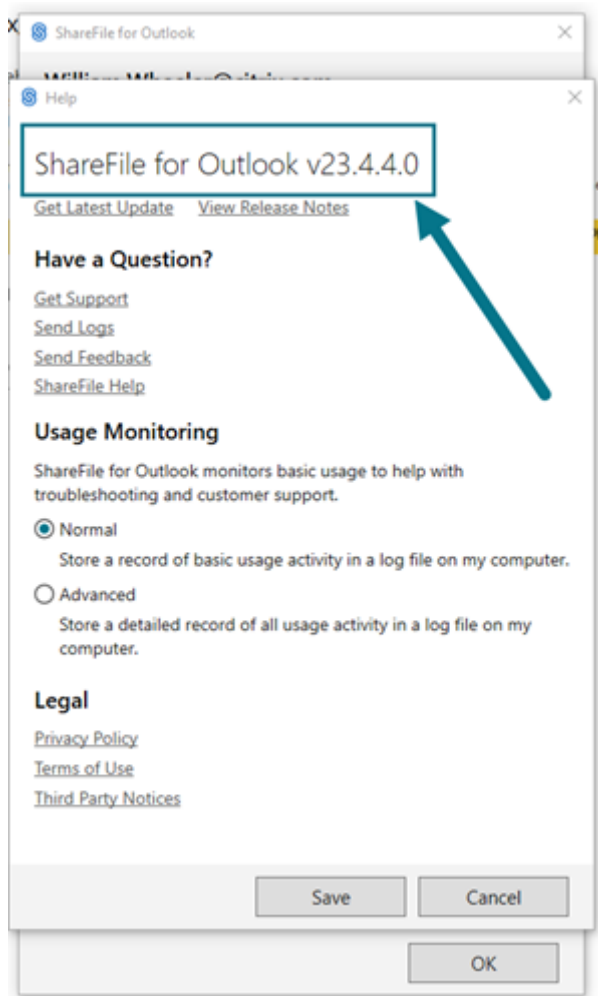 ShareFile for Outlook
Help
ShareFile for Outlook v23.4.4.0
Get Latest Update View Release Notes
Have a Question?
Get Support
Send Logs
Send Feedback
ShareFile Help
Usage Monitoring
ShareFile for Outlook monitors basic usage to help with
troubleshooting and customer support.
Normal
Store a record of basic usage activity in a log file on my computer.
Advanced
Store a detailed record of all usage activity in a log file on my
computer.
Legal
Privacy Policy
Terms of Use
Third Party Notices
Save Cancel
OK